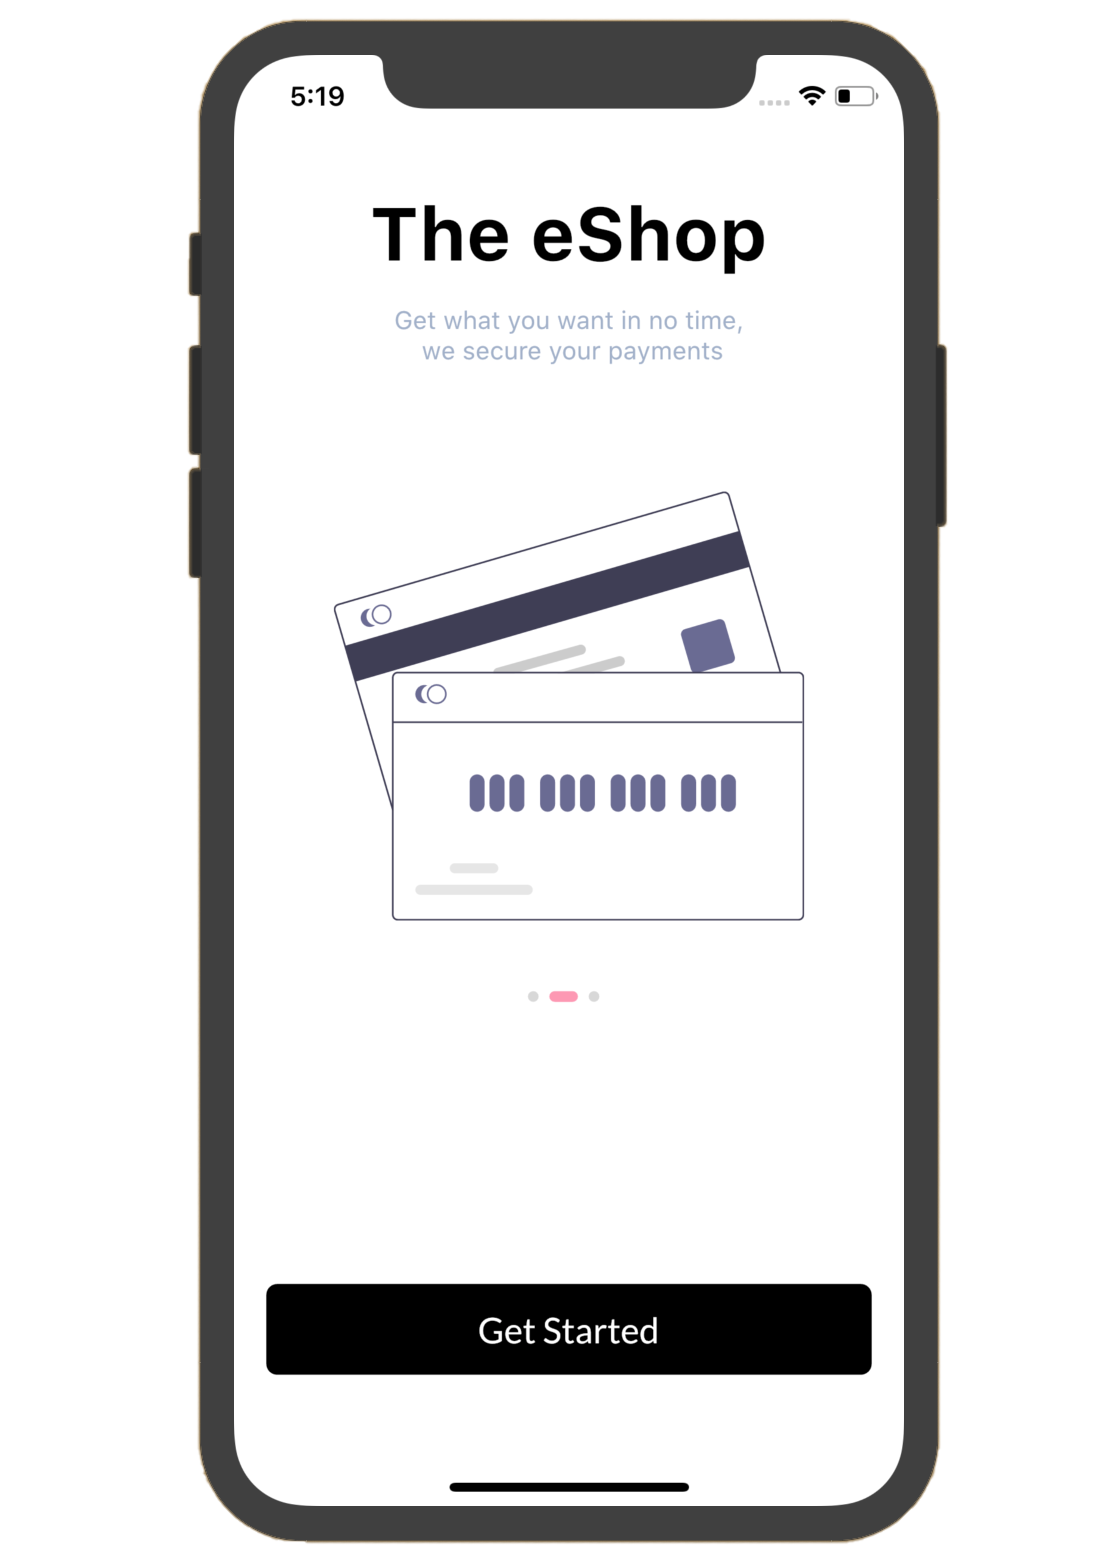 5:19
The eShop
Get what you want in no time,
we secure your payments
Get Started